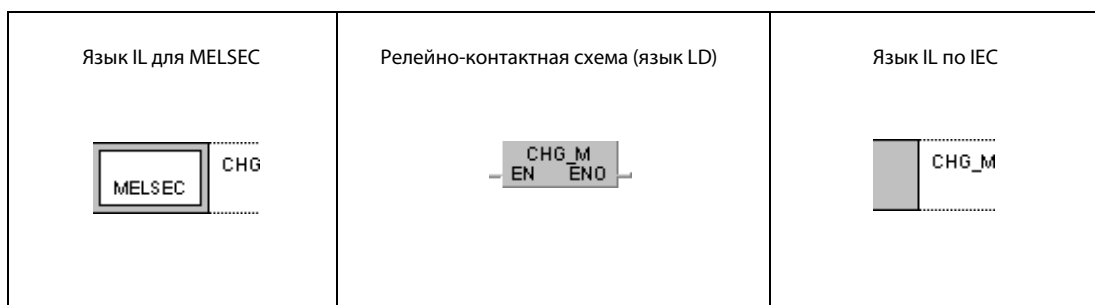 Язык IL для MELSEC
Релейно-контактная схема (язык LD)
Язык IL по IEC
MELSEC
CHG
CHG_M
EN ENO
CHG_M